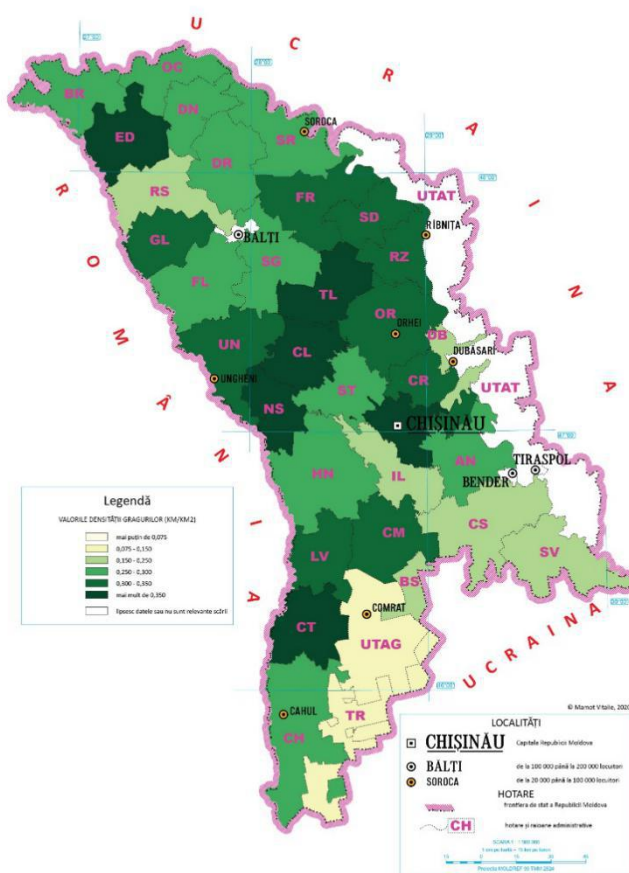 U C R A I N A
R O M Â N I A
UCRAINA
OC
BR
DN
ED
SR
SOROCA
DR
RS
FR
UTAT
SD
RÎBNIȚA
GL
BĂLȚI
RZ
SG
FL
TL
OR
ORHEI
DB
DUBĂSARI
UN
CL
UNGHENI
CR
UTAT
ST
NS
CHIȘINĂU
HN
IL
AN
TIRASPOL
BENDER
CS
SV
CM
LV
BS
COMRAT
CT
UTAG
TR
CAHUL
CH
Legendă
VALORILE DENSITĂȚII GRAGURILOR (KM/KM2)
mai puțin de 0,075
0,075 - 0,150
0,150 - 0,250
0,250 - 0,300
0,300 - 0,350
mai mult de 0,350
lipsesc datele sau nu sunt relevante scării
© Mamot Vitalie, 2020
LOCALITĂȚI
CHIȘINĂU Capitala Republicii Moldova
BĂLȚI de la 100 000 până la 200 000 locuitori
SOROCA de la 20 000 până la 100 000 locuitori
HOTARE
frontiera de stat a Republicii Moldova
CH hotare și raioane administrative